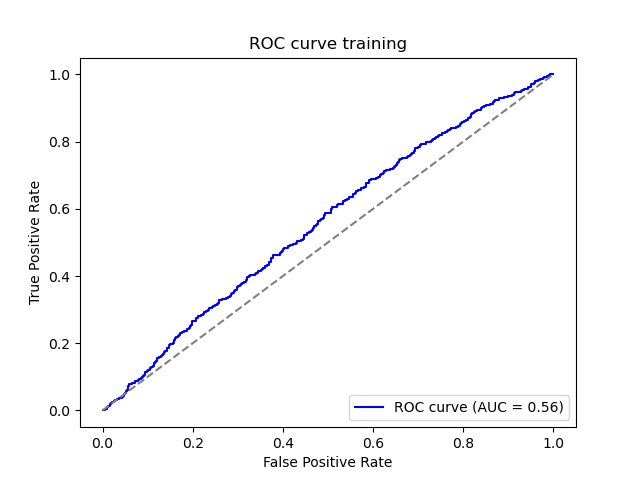 ROC curve training
1.0
0.8
0.6
0.4
0.2
0.0
True Positive Rate
ROC curve (AUC = 0.56)
0.0 0.2 0.4 0.6 0.8 1.0
False Positive Rate